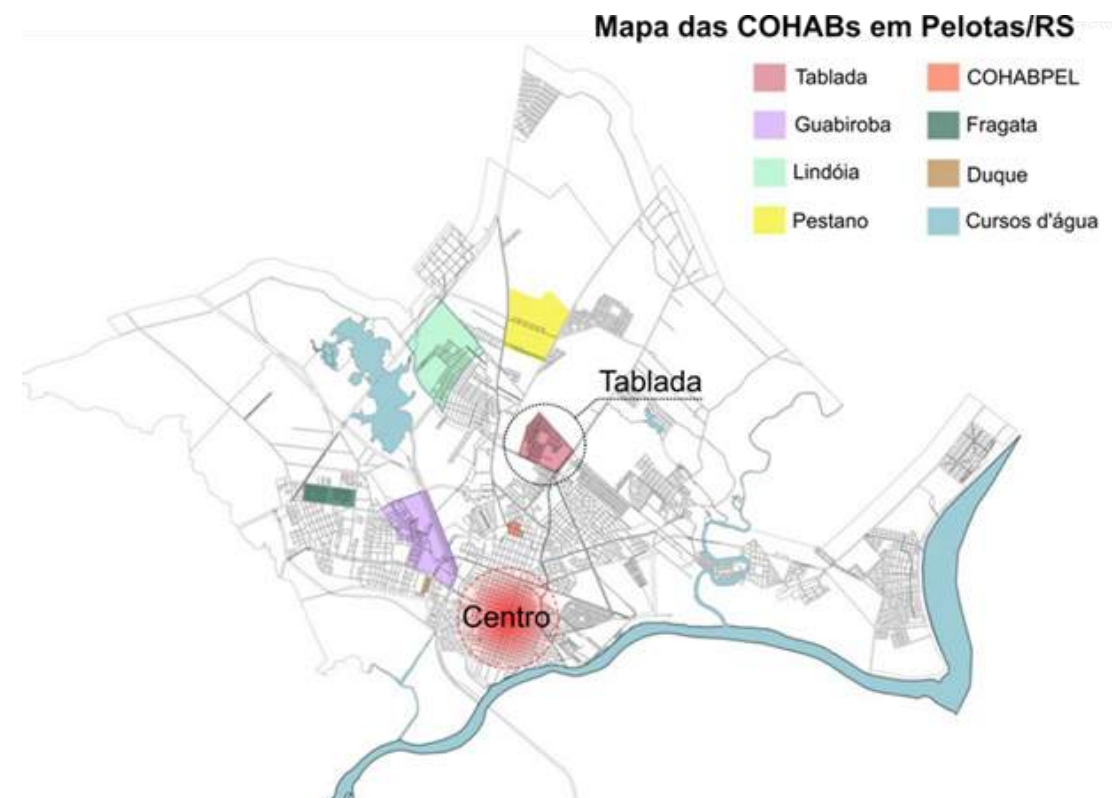 Mapa das COHABs em Pelotas/RS
Tablada
COHABPEL
Guabiroba
Fragata
Lindóia
Duque
Pestano
Cursos d'água
Tablada
Centro